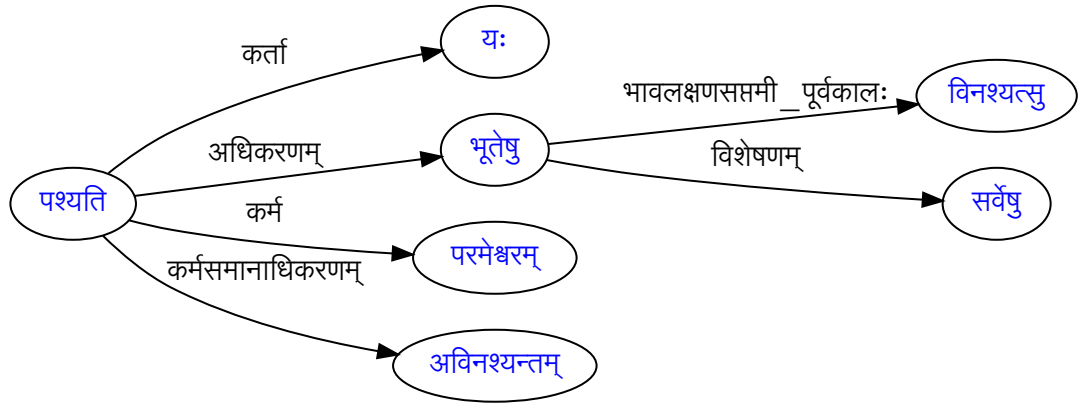 कर्ता
यः
भावलक्षणसप्तमी_पूर्वकालः
विनश्यत्सु
अधिकरणम्
भूतेषु
विशेषणम्
पश्यति
सर्वेषु
कर्म
परमेश्वरम्
कर्मसमानाधिकरणम्
अविनश्यन्तम्